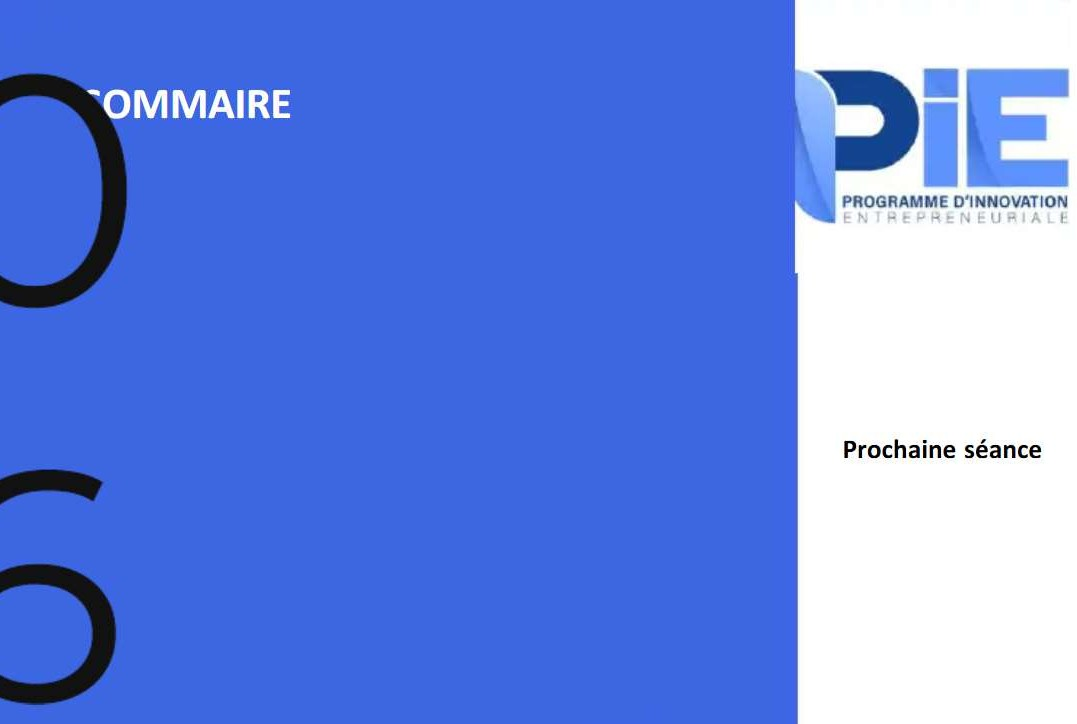 SOMMAIRE
PiE
PROGRAMME D'INNOVATION
ENTREPRENEURIALE
Prochaine séance
0
6